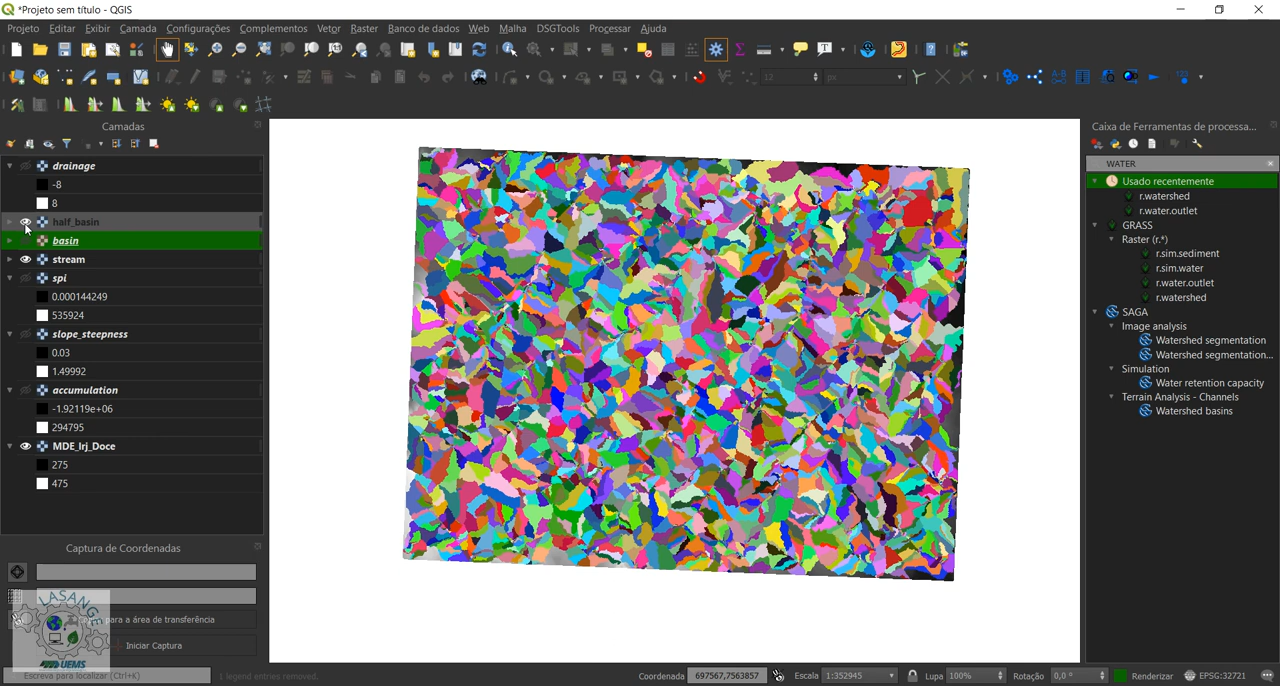 *Projeto sem título - QGIS
Projeto Editar Exibir Camada Configurações Complementos Vetor Raster Banco de dados Web Malha DSGTools Processar Ajuda
12 px
123
Camadas
drainage
-8
8
half_basin
basin
stream
spi
0.000144249
535924
slope_steepness
0.03
1.49992
accumulation
-1.92119e+06
294795
MDE_Irj_Doce
275
475
Captura de Coordenadas
para a área de transferência
Iniciar Captura
LASANGE
UEMS
Escreva para localizar (Ctrl+K)
1 legend entries removed.
Coordenada 697567,7563857 Escala 1:352945 Lupa 100% Rotação 0,0 ° Renderizar EPSG:32721
Caixa de Ferramentas de processa...
WATER
Usado recentemente
r.watershed
r.water.outlet
GRASS
Raster (r.*)
r.sim.sediment
r.sim.water
r.water.outlet
r.watershed
SAGA
Image analysis
Watershed segmentation
Watershed segmentation...
Simulation
Water retention capacity
Terrain Analysis - Channels
Watershed basins